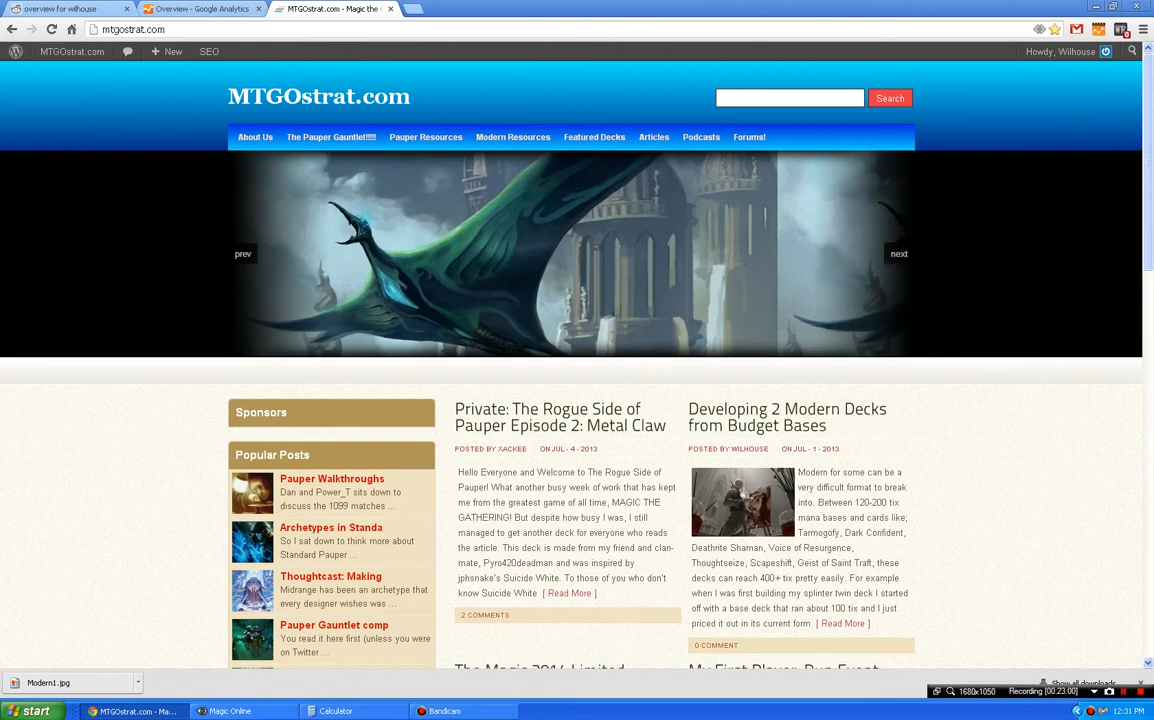 overview for wilhouse
Overview - Google Analytics
MTGOstrat.com - Magic the
mtgostrat.com
MTGOstrat.com
New
SEO
Howdy, Wilhouse
MTGOstrat.com
Search
About Us
The Pauper Gauntlet!!!!!
Pauper Resources
Modern Resources
Featured Decks
Articles
Podcasts
Forums!
prev
next
Sponsors
Popular Posts
Pauper Walkthroughs
Dan and Power_T sits down to
discuss the 1099 matches ...
Archetypes in Standa
So I sat down to think more about
Standard Pauper ...
Thoughtcast: Making
Midrange has been an archetype that
every designer wishes was ...
Pauper Gauntlet comp
You read it here first (unless you were
on Twitter ...
Private: The Rogue Side of
Pauper Episode 2: Metal Claw
POSTED BY XACKEE ON JUL - 4 - 2013
Hello Everyone and Welcome to The Rogue Side of
Pauper! What another busy week of work that has kept
me from the greatest game of all time, MAGIC THE
GATHERING! But despite how busy I was, I still
managed to get another deck for everyone who reads
the article. This deck is made from my friend and clan-
mate, Pyro420deadman and was inspired by
jphsnake's Suicide White. To those of you who don't
know Suicide White [ Read More ]
2 COMMENTS
Developing 2 Modern Decks
from Budget Bases
POSTED BY WILHOUSE ON JUL - 1 - 2013
Modern for some can be a
very difficult format to break
into. Between 120-200 tix
mana bases and cards like;
Tarmogoyf, Dark Confident,
Deathrite Shaman, Voice of Resurgence,
Thoughtseize, Scapeshift, Geist of Saint Traft, these
decks can reach 400+ tix pretty easily. For example
when I was first building my splinter twin deck I started
off with a base deck that ran about 100 tix and I just
priced it out in its current form [ Read More ]
0 COMMENT
The Magic 2014 Limited
My First Player-Run Event
Modern1.jpg
Show all downloads...
1680x1050
Recording [00:23:00]
start
MTGOstrat.com - Ma...
Magic Online
Calculator
Bandicam
12:31 PM